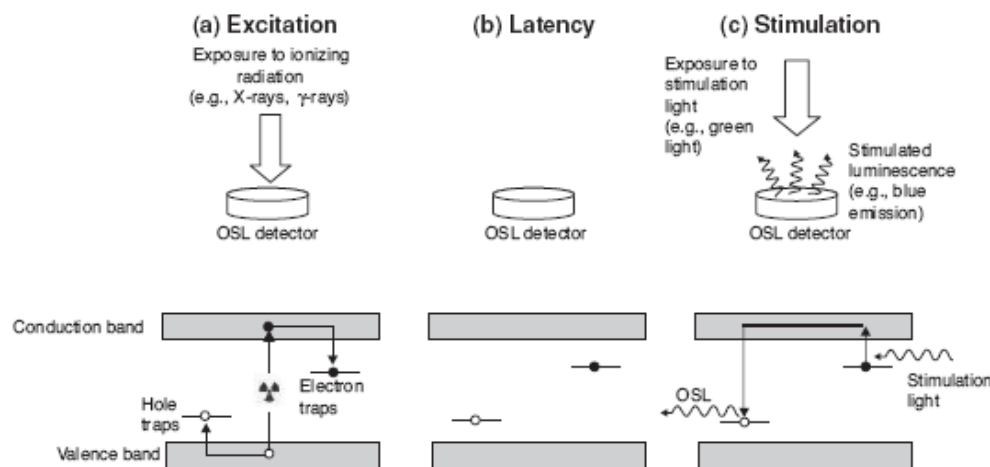 (a) Excitation
Exposure to ionizing
radiation
(e.g., X-rays, γ-rays)
OSL detector
(b) Latency
OSL detector
(c) Stimulation
Exposure to
stimulation
light
(e.g., green
light)
Stimulated
luminescence
(e.g., blue
emission)
OSL detector
Conduction band
Electron
traps
Hole
traps
Valence band
OSL
Stimulation
light